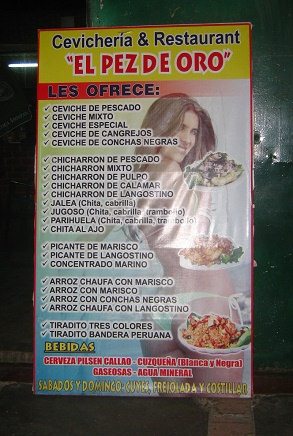 Cevichería & Restaurant
"EL PEZ DE ORO"
LES OFRECE:
✓ CEVICHE DE PESCADO
✓ CEVICHE MIXTO
✓ CEVICHE ESPECIAL
✓ CEVICHE DE CANGREJOS
✓ CEVICHE DE CONCHAS NEGRAS
✓ CHICHARRON DE PESCADO
✓ CHICHARRON MIXTO
✓ CHICHARRON DE PULPO
✓ CHICHARRON DE CALAMAR
✓ CHICHARRON DE LANGOSTINO
✓ JALEA (Chita, cabrilla)
✓ JUGOSO (Chita, cabrilla, trambollo)
✓ PARIHUELA (Chita, cabrilla, trambollo)
✓ CHITA AL AJO
✓ PICANTE DE MARISCO
✓ PICANTE DE LANGOSTINO
✓ CONCENTRADO MARINO
✓ ARROZ CHAUFA CON MARISCO
✓ ARROZ CON MARISCO
✓ ARROZ CON CONCHAS NEGRAS
✓ ARROZ CHAUFA CON LANGOSTINO
✓ TIRADITO TRES COLORES
✓ TIRADITO BANDERA PERUANA
BEBIDAS
CERVEZA PILSEN CALLAO - CUZQUEÑA (Blanca y Negra)
GASEOSAS - AGUA MINERAL
SABADOS Y DOMINGO: CUYES, FREJOLADA Y COSTILLAR